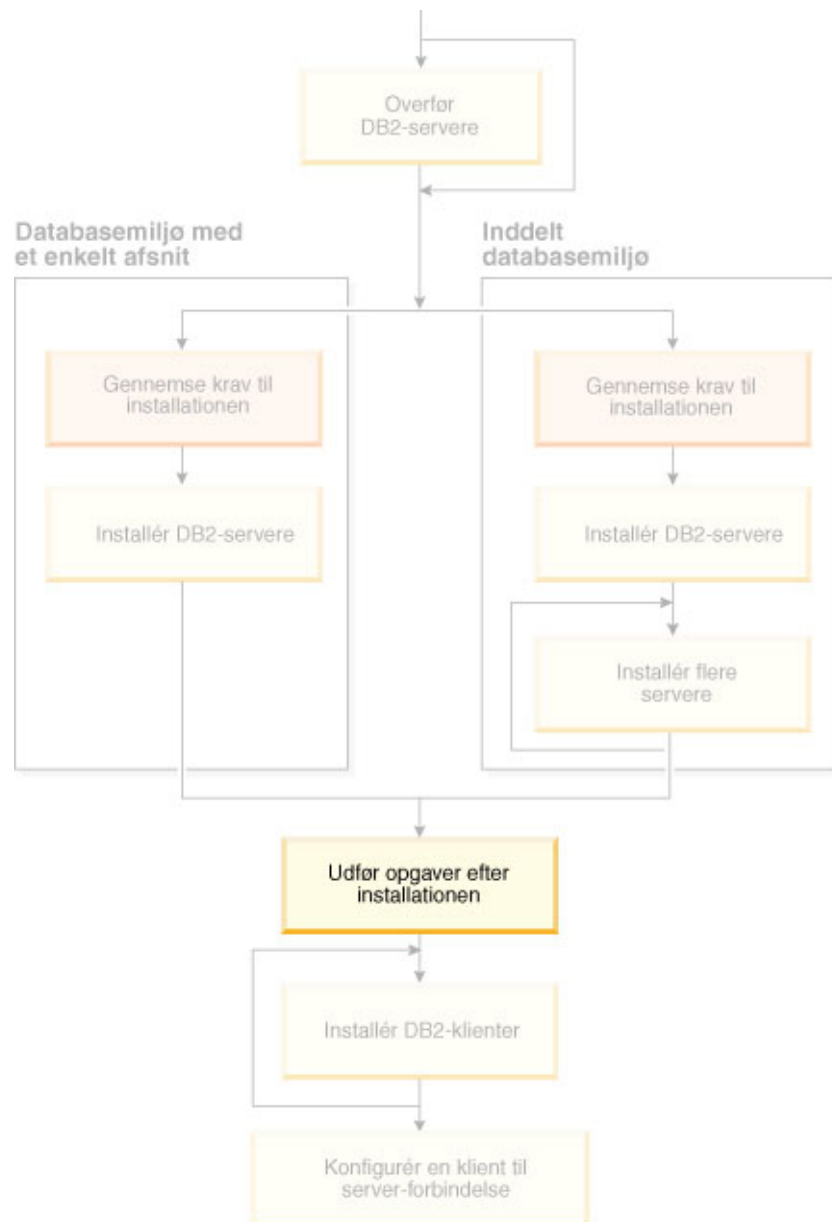 Overfør
DB2-servere
Databasemiljø med
et enkelt afsnit
Gennemse krav til
installationen
Installér DB2-servere
Inddelt
databasemiljø
Gennemse krav til
installationen
Installér DB2-servere
Installér flere
servere
Udfør opgaver efter
installationen
Installér DB2-klienter
Konfigurér en klient til
server-forbindelse